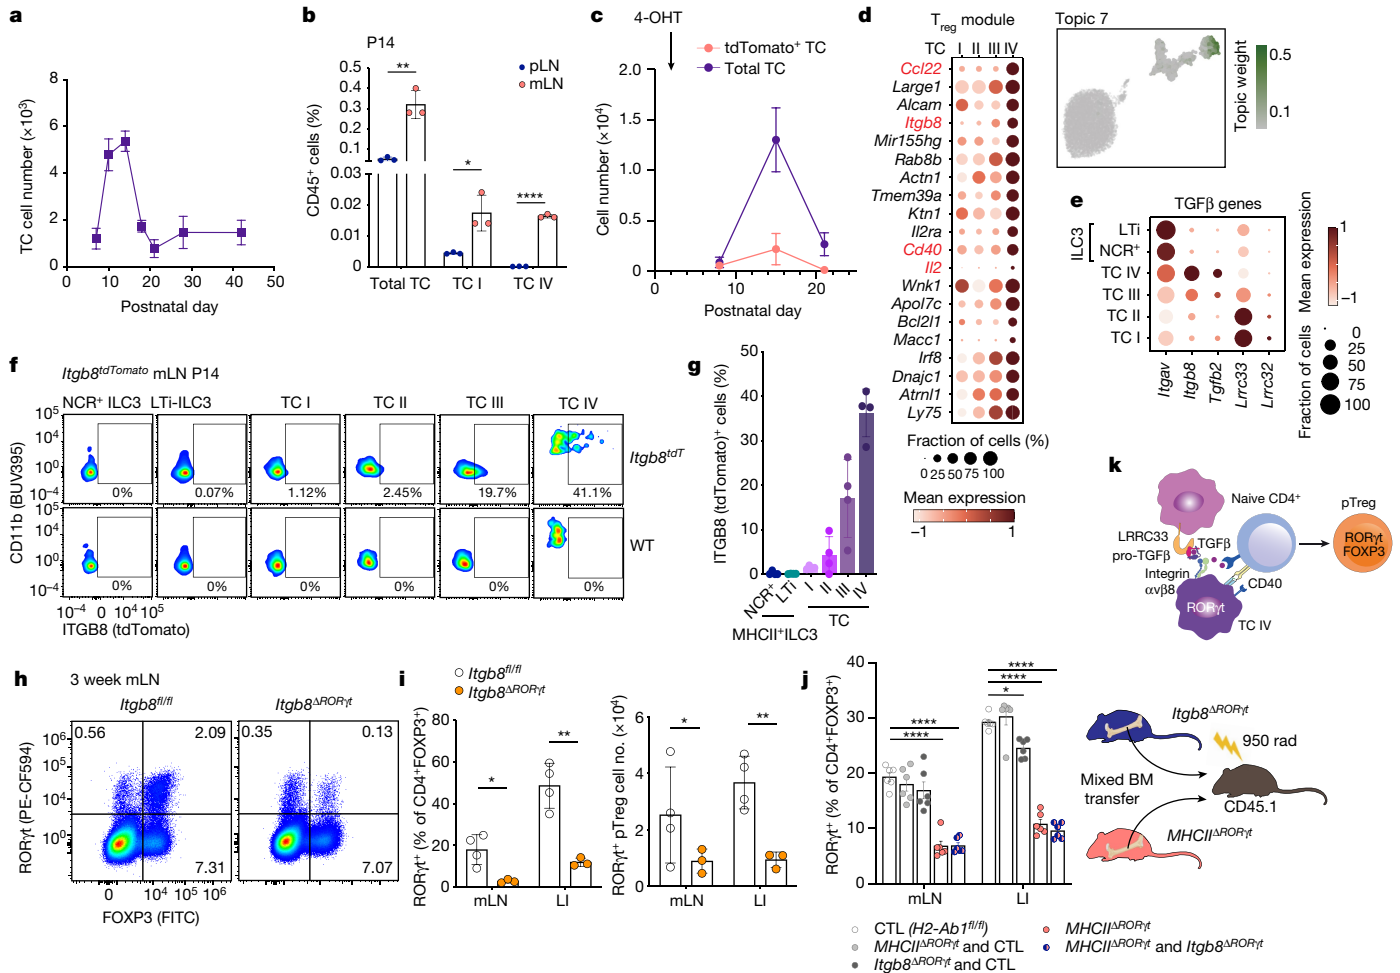 a
TC cell number (×10³)
8
6
4
2
0
0 10 20 30 40 50
Postnatal day
b
P14
pLN
mLN
CD45⁺ cells (%)
0.5
0.4
0.3
0.2
0.1
0.03
0.02
0.01
0
**
*
****
Total TC TC I TC IV
c
4-OHT
tdTomato⁺ TC
Total TC
Cell number (×10⁴)
2.0
1.5
1.0
0.5
0
0 10 20
Postnatal day
d
Treg module
TC I II III IV
Ccl22
Large1
Alcam
Itgb8
Mir155hg
Rab8b
Actn1
Tmem39a
Ktn1
Il2ra
Cd40
Il2
Wnk1
Apol7c
Bcl2l1
Macc1
Irf8
Dnajc1
Atrnl1
Ly75
Fraction of cells (%)
0 25 50 75 100
Mean expression
−1 1
Topic 7
Topic weight
0.5
0.1
e
TGFβ genes
ILC3
LTi
NCR⁺
TC IV
TC III
TC II
TC I
Itgav
Itgb8
Tgfb2
Lrrc33
Lrrc32
Mean expression
1
−1
Fraction of cells
0
25
50
75
100
f
Itgb8tdTomato mLN P14
NCR⁺ ILC3 LTi-ILC3 TC I TC II TC III TC IV
CD11b (BUV395)
10⁵
10⁴
10⁰
10⁻⁴
0% 0.07% 1.12% 2.45% 19.7% 41.1%
Itgb8tdT
10⁵
10⁴
10⁰
10⁻⁴
0% 0% 0% 0% 0% 0%
WT
10⁻⁴ 0 10⁴ 10⁵
ITGB8 (tdTomato)
g
ITGB8 (tdTomato)⁺ cells (%)
50
40
30
20
10
0
NCR⁺ LTi I II III IV
MHCII⁺ILC3 TC
h
3 week mLN
Itgb8fl/fl Itgb8ΔRORγt
RORγt (PE-CF594)
10⁶
10⁵
10⁴
10⁰
0.56 2.09
7.31
0.35 0.13
7.07
0 10⁴ 10⁵ 10⁶
FOXP3 (FITC)
i
Itgb8fl/fl
Itgb8ΔRORγt
RORγt⁺ (% of CD4⁺FOXP3⁺)
80
60
40
20
0
*
**
mLN LI
RORγt⁺ pTreg cell no. (×10⁴)
6
4
2
0
*
**
mLN LI
j
RORγt⁺ (% of CD4⁺FOXP3⁺)
40
30
20
10
0
****
****
****
****
*
mLN LI
CTL (H2-Ab1fl/fl)
MHCIIΔRORγt and CTL
Itgb8ΔRORγt and CTL
MHCIIΔRORγt
MHCIIΔRORγt and Itgb8ΔRORγt
Itgb8ΔRORγt
950 rad
Mixed BM
transfer
CD45.1
MHCIIΔRORγt
k
Naive CD4⁺
pTreg
LRRC33
TGFβ
pro-TGFβ
Integrin
αvβ8
CD40
RORγt
TC IV
RORγt
FOXP3